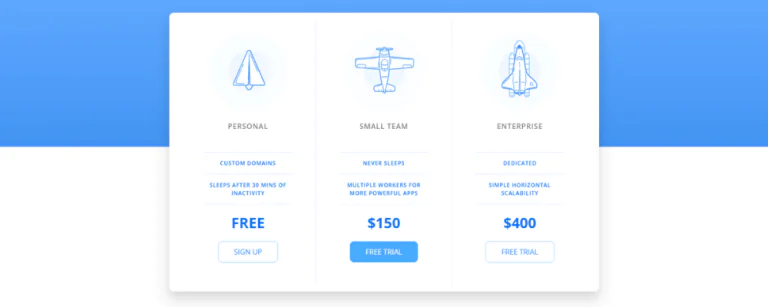 PERSONAL
CUSTOM DOMAINS
SLEEPS AFTER 30 MINS OF
INACTIVITY
FREE
SIGN UP
SMALL TEAM
NEVER SLEEPS
MULTIPLE WORKERS FOR
MORE POWERFUL APPS
$150
FREE TRIAL
ENTERPRISE
DEDICATED
SIMPLE HORIZONTAL
SCALABILITY
$400
FREE TRIAL